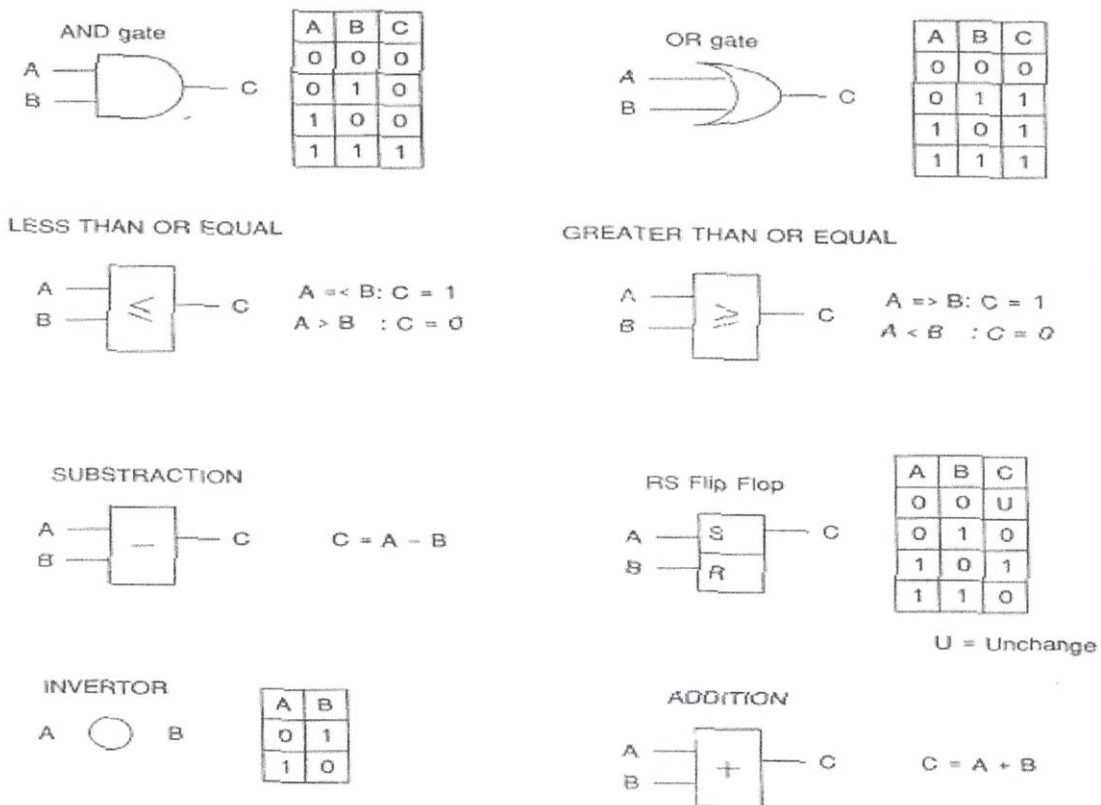 AND gate
A
B
C
A B C
0 0 0
0 1 0
1 0 0
1 1 1
OR gate
A
B
C
A B C
0 0 0
0 1 1
1 0 1
1 1 1
LESS THAN OR EQUAL
A
B
≤
C
A =< B: C = 1
A > B : C = 0
GREATER THAN OR EQUAL
A
B
≥
C
A => B: C = 1
A < B : C = 0
SUBSTRACTION
A
B
−
C
C = A − B
RS Flip Flop
A
B
S
R
C
A B C
0 0 U
0 1 0
1 0 1
1 1 0
U = Unchange
INVERTOR
A B
A B
0 1
1 0
ADDITION
A
B
+
C
C = A + B